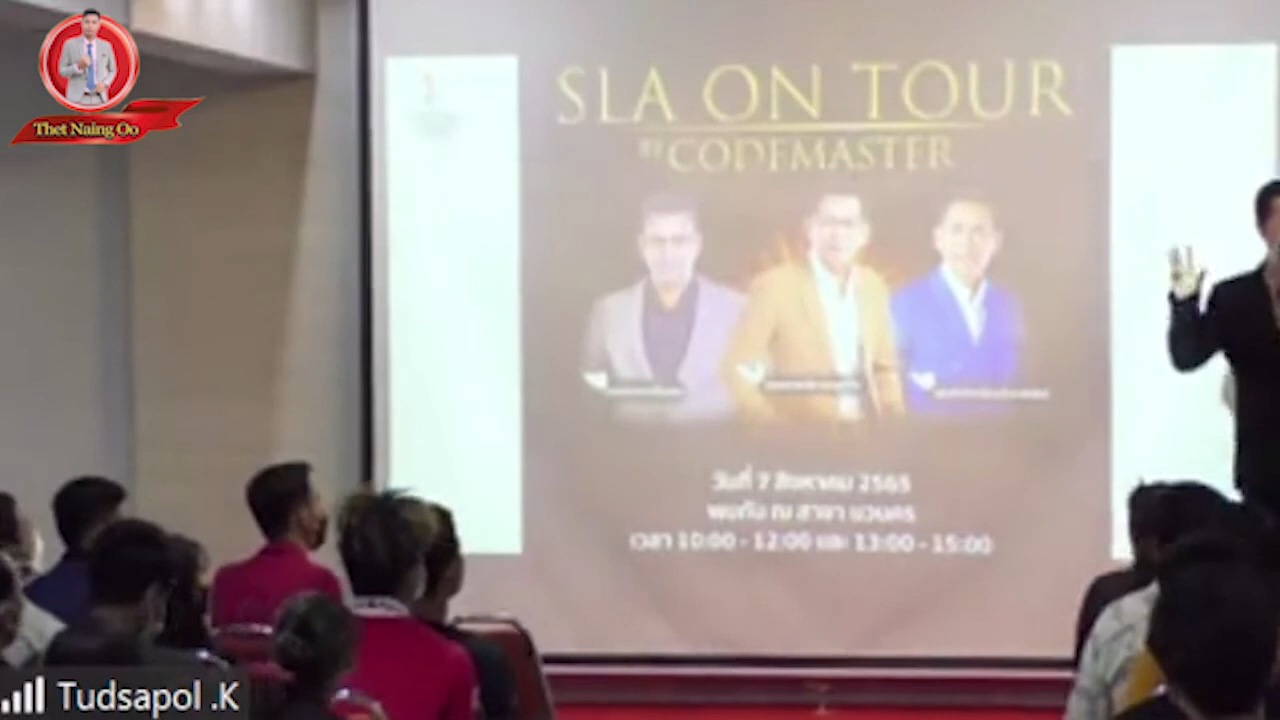 Thet Naing Oo
SLA ON TOUR
BY CODEMASTER
วันที่ 7 สิงหาคม 2565
พบกัน ณ สาขา นวนคร
เวลา 10:00 - 12:00 และ 13:00 - 15:00
Tudsapol .K